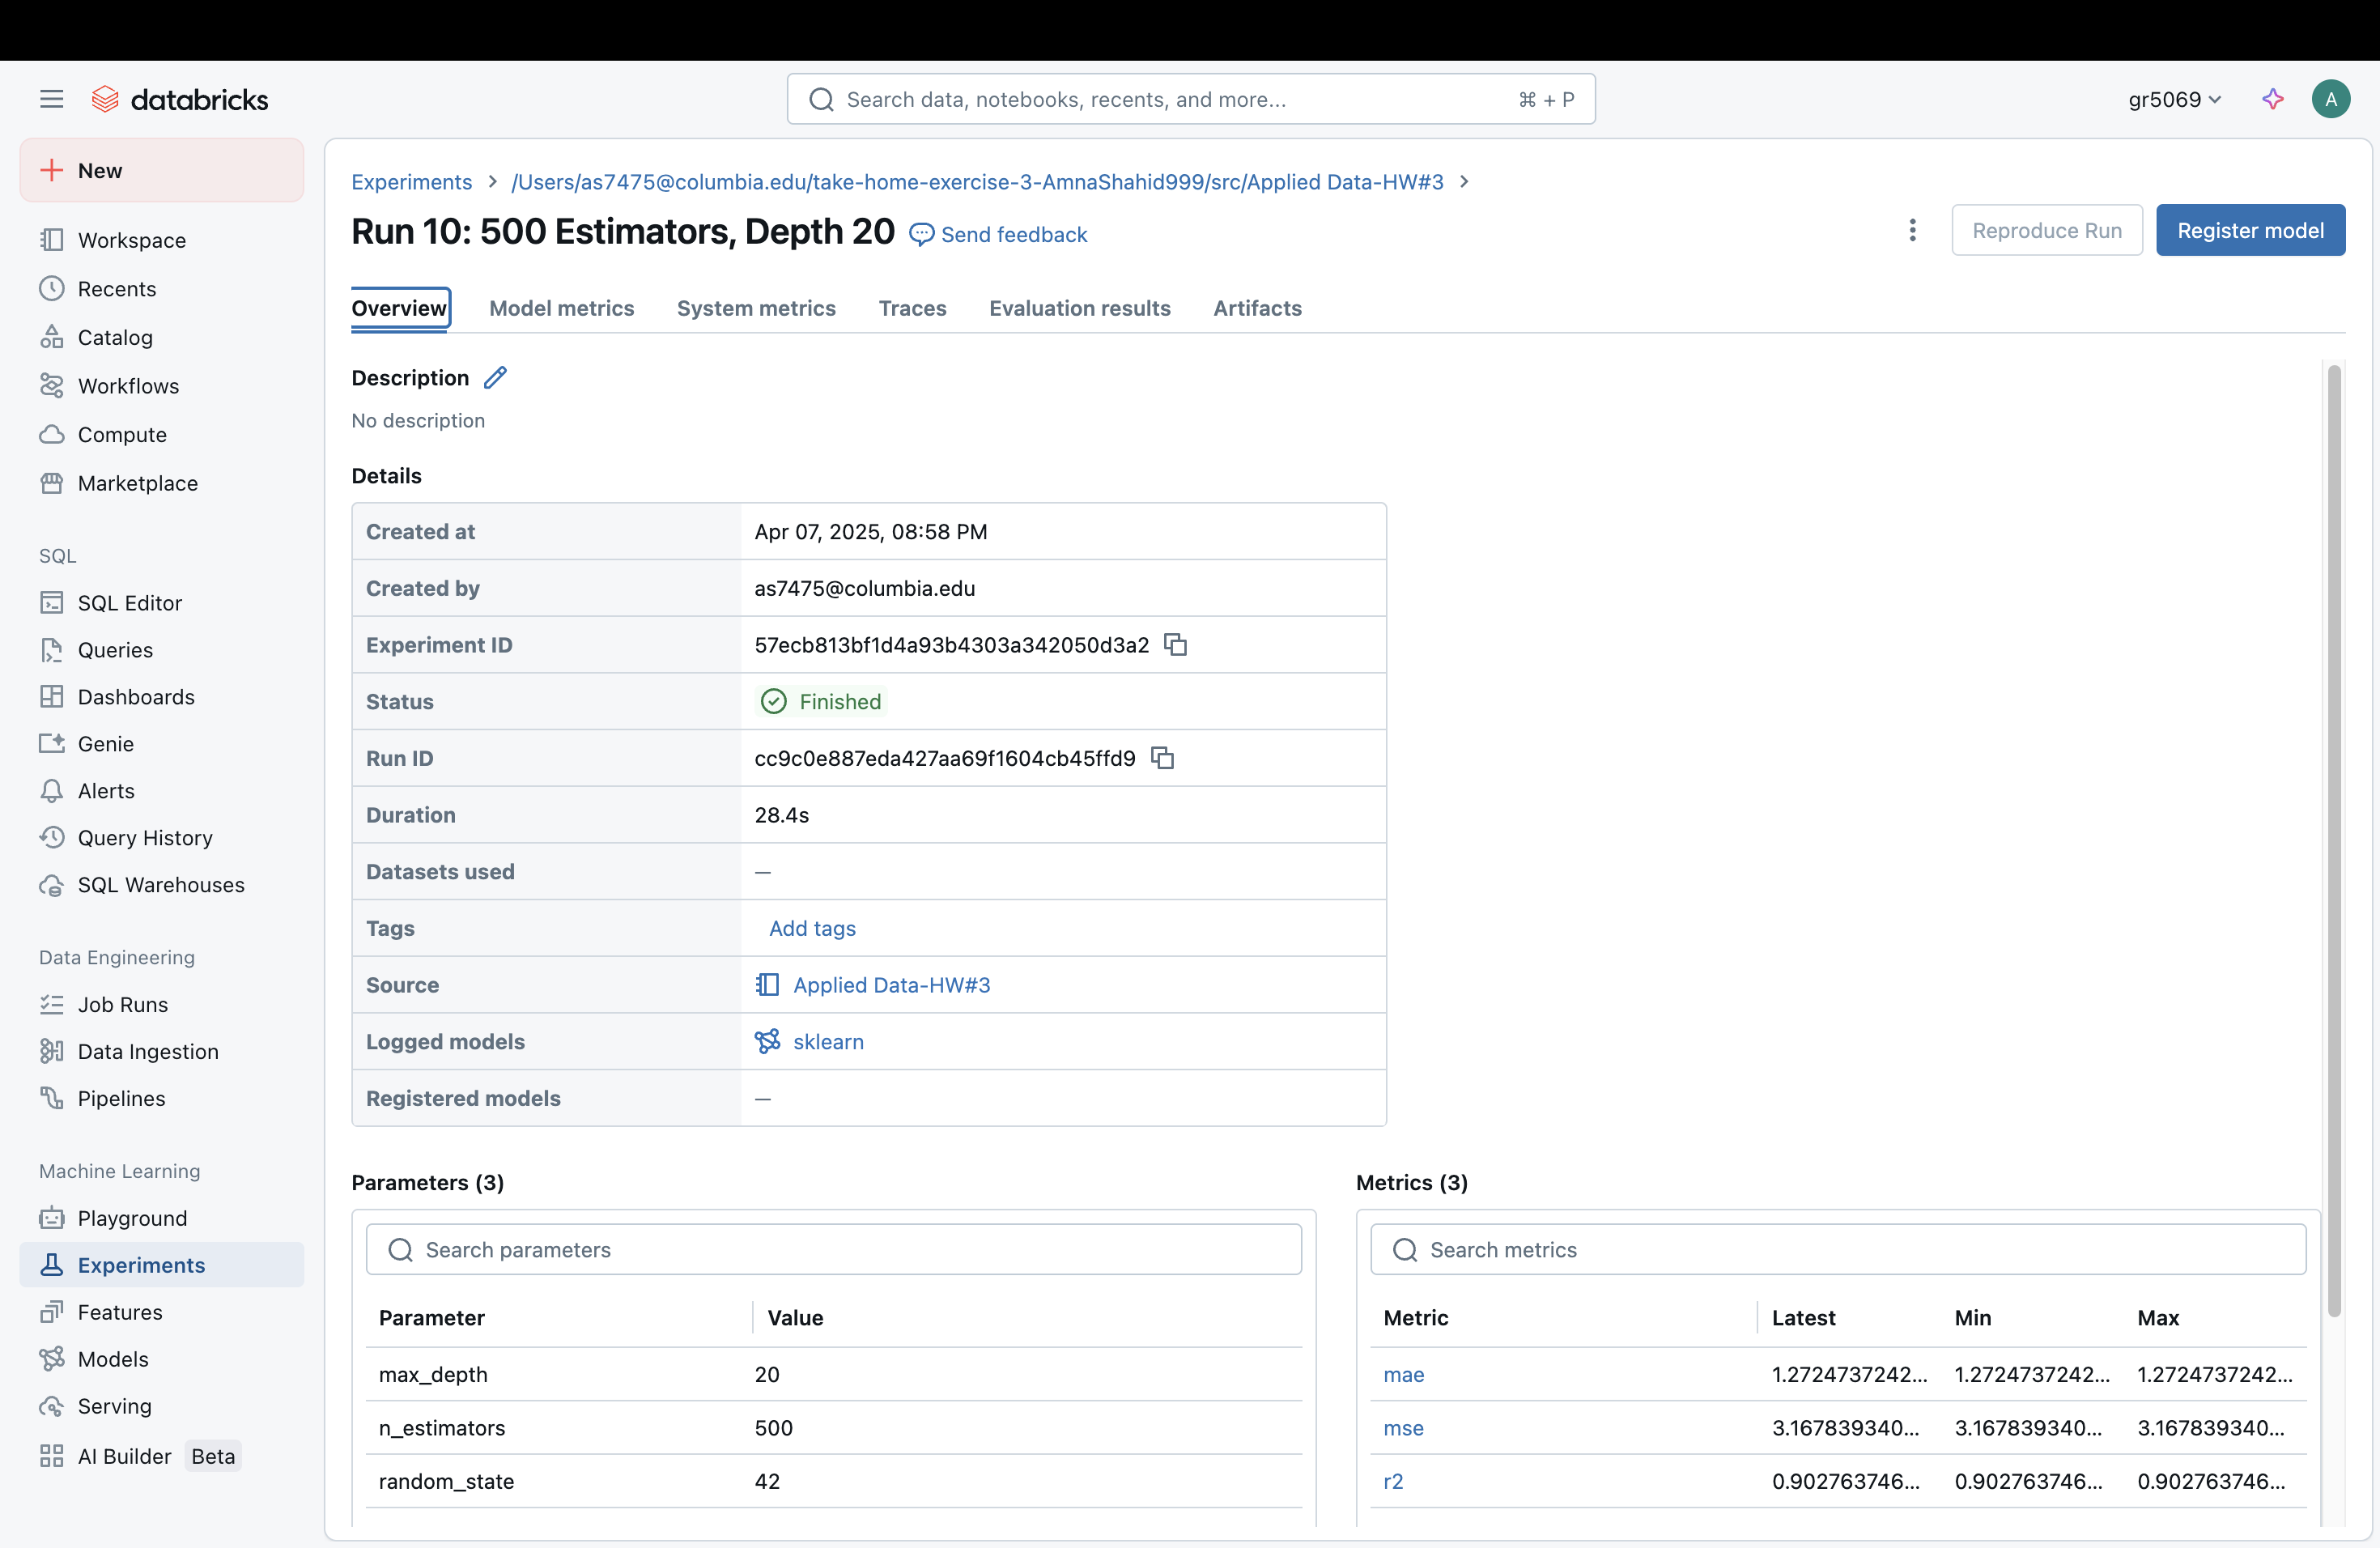 databricks
Search data, notebooks, recents, and more...
⌘ + P
gr5069
A
New
Workspace
Recents
Catalog
Workflows
Compute
Marketplace
SQL
SQL Editor
Queries
Dashboards
Genie
Alerts
Query History
SQL Warehouses
Data Engineering
Job Runs
Data Ingestion
Pipelines
Machine Learning
Playground
Experiments
Features
Models
Serving
AI Builder Beta
Experiments > /Users/as7475@columbia.edu/take-home-exercise-3-AmnaShahid999/src/Applied Data-HW#3 >
Run 10: 500 Estimators, Depth 20 Send feedback
Reproduce Run
Register model
Overview Model metrics System metrics Traces Evaluation results Artifacts
Description
No description
Details
Created at Apr 07, 2025, 08:58 PM
Created by as7475@columbia.edu
Experiment ID 57ecb813bf1d4a93b4303a342050d3a2
Status Finished
Run ID cc9c0e887eda427aa69f1604cb45ffd9
Duration 28.4s
Datasets used —
Tags Add tags
Source Applied Data-HW#3
Logged models sklearn
Registered models —
Parameters (3)
Search parameters
Parameter Value
max_depth 20
n_estimators 500
random_state 42
Metrics (3)
Search metrics
Metric Latest Min Max
mae 1.2724737242... 1.2724737242... 1.2724737242...
mse 3.167839340... 3.167839340... 3.167839340...
r2 0.902763746... 0.902763746... 0.902763746...